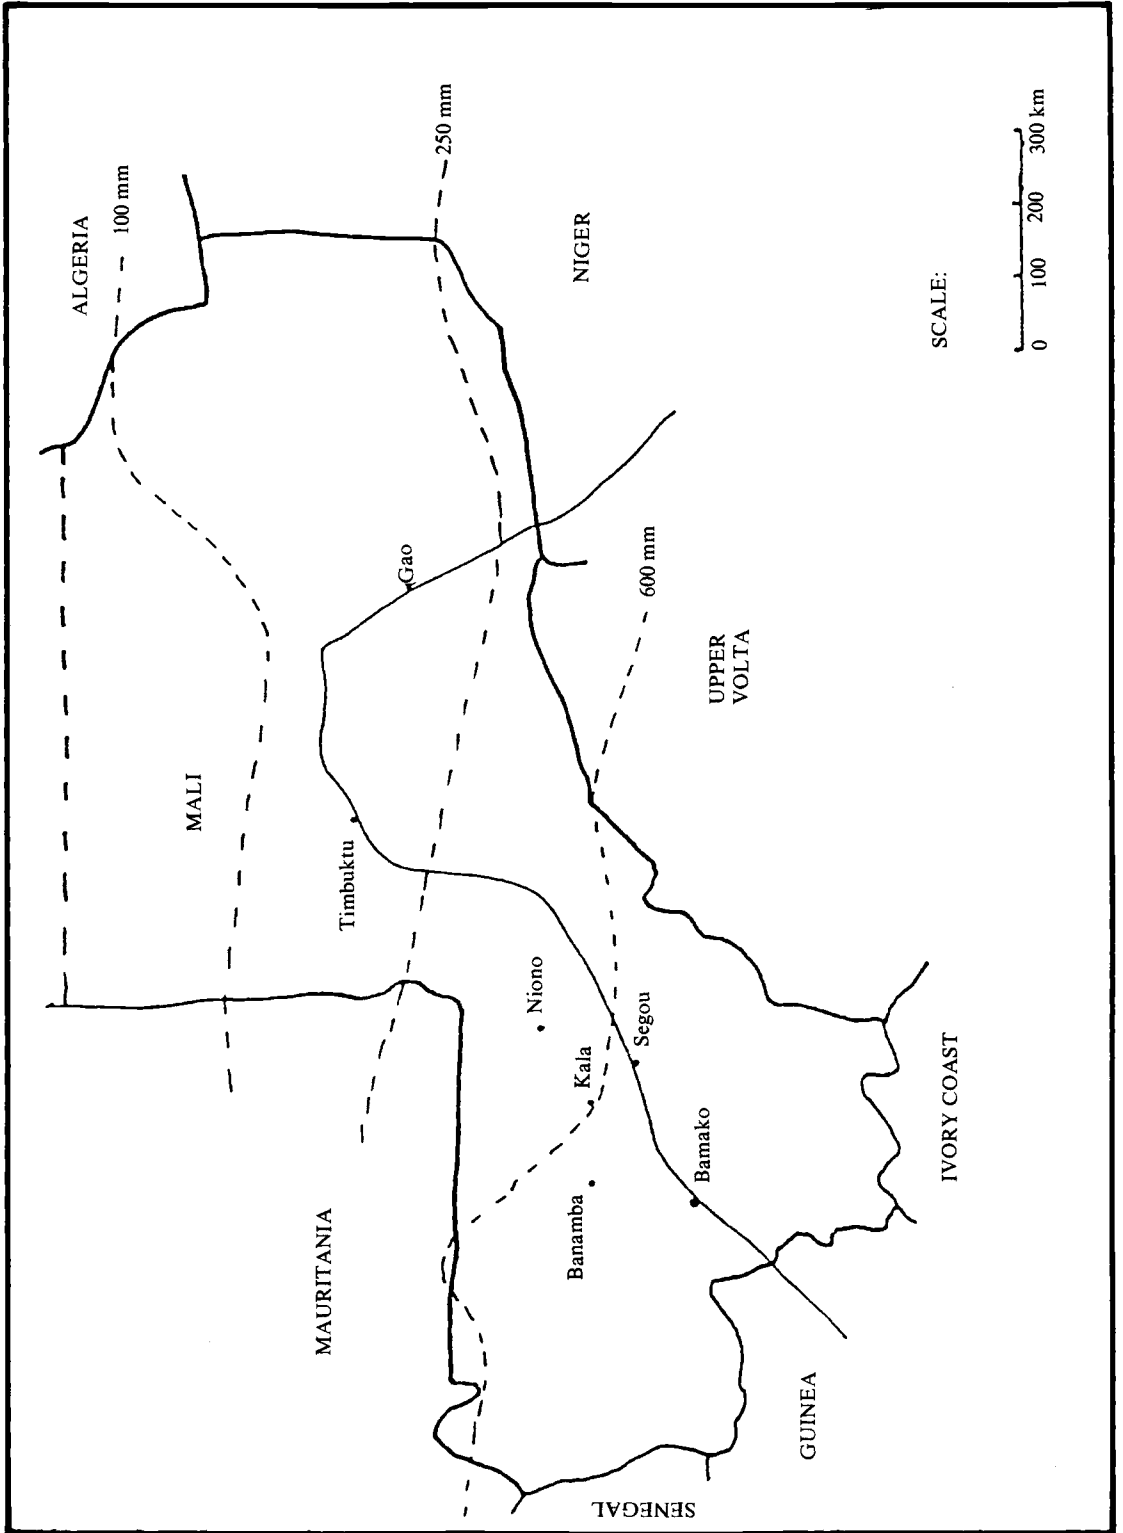 ALGERIA
100 mm
250 mm
MALI
NIGER
Gao
Timbuktu
600 mm
MAURITANIA
UPPER
VOLTA
Niono
Kala
Segou
Banamba
Bamako
SENEGAL
GUINEA
IVORY COAST
SCALE:
0 100 200 300 km